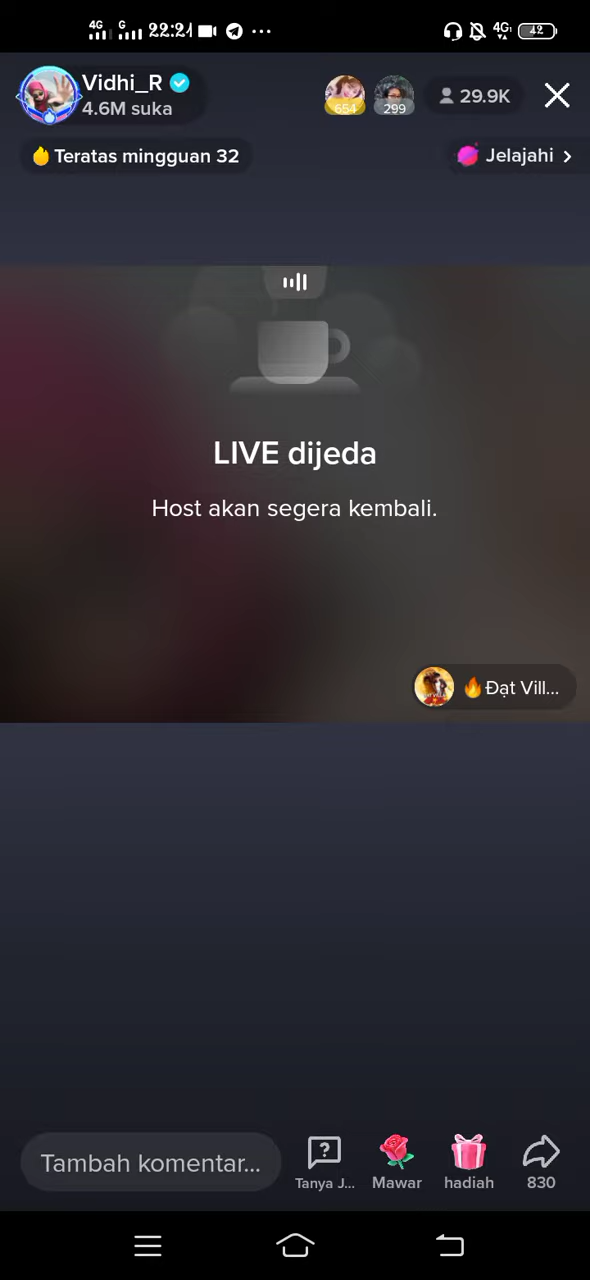 4G G 22:21 4G 42
Vidhi_R
4.6M suka
654 299 29.9K
Teratas mingguan 32
Jelajahi >
LIVE dijeda
Host akan segera kembali.
🔥Đạt Vill...
Tambah komentar...
Tanya J... Mawar hadiah 830